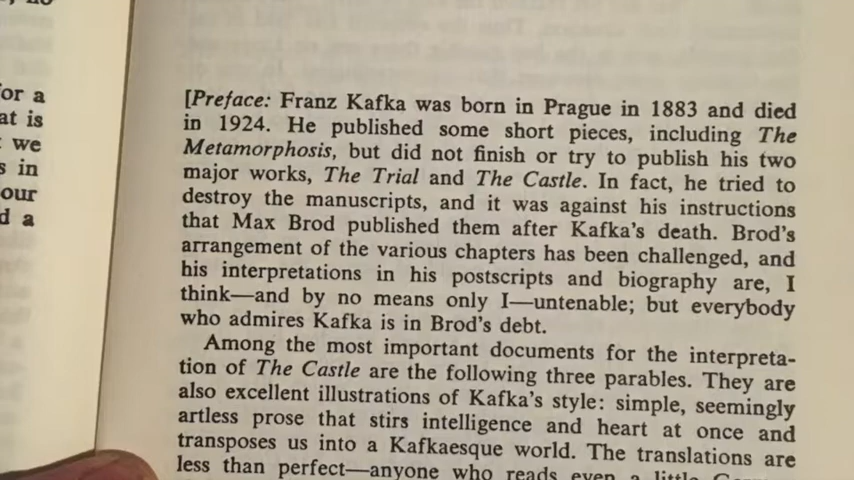 or a
at is
we
s in
our
d a
[Preface: Franz Kafka was born in Prague in 1883 and died
in 1924. He published some short pieces, including The
Metamorphosis, but did not finish or try to publish his two
major works, The Trial and The Castle. In fact, he tried to
destroy the manuscripts, and it was against his instructions
that Max Brod published them after Kafka's death. Brod's
arrangement of the various chapters has been challenged, and
his interpretations in his postscripts and biography are, I
think—and by no means only I—untenable; but everybody
who admires Kafka is in Brod's debt.
Among the most important documents for the interpreta-
tion of The Castle are the following three parables. They are
also excellent illustrations of Kafka's style: simple, seemingly
artless prose that stirs intelligence and heart at once and
transposes us into a Kafkaesque world. The translations are
less than perfect—anyone who reads even a little